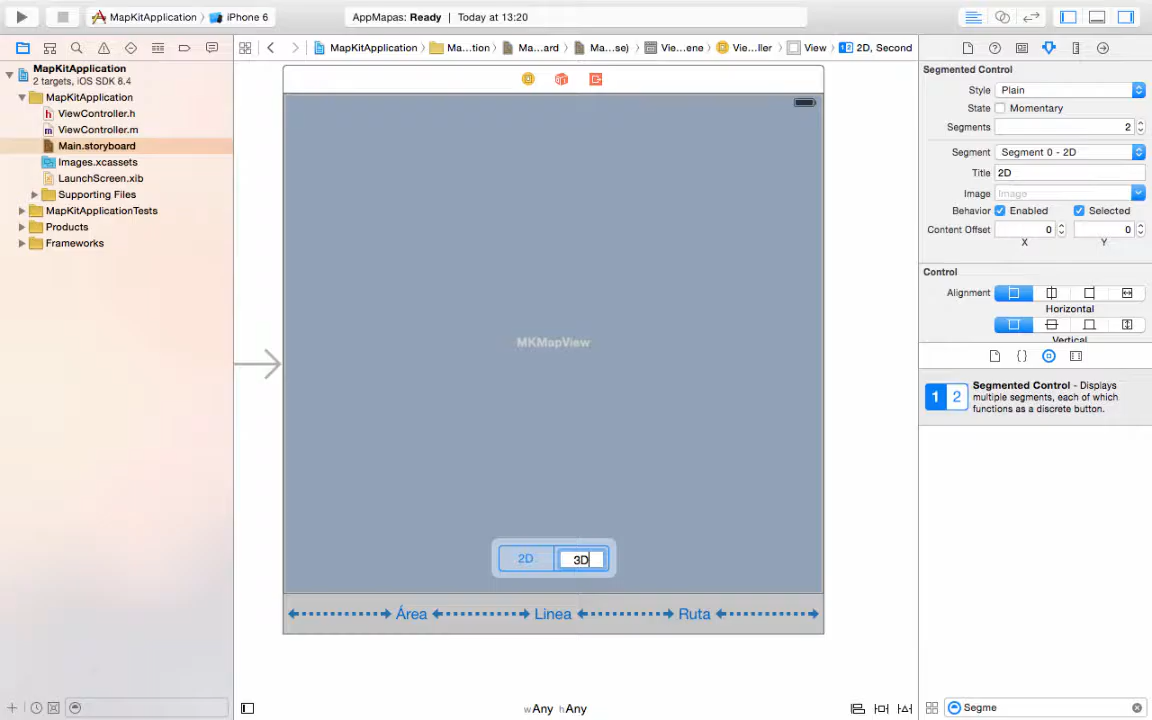 MapKitApplication
iPhone 6
AppMapas: Ready | Today at 13:20
MapKitApplication
Ma...tion)
Ma...ard
Ma...se)
Vie...ene
Vie...ller
View
2D, Second
MapKitApplication
2 targets, iOS SDK 8.4
MapKitApplication
h ViewController.h
m ViewController.m
Main.storyboard
Images.xcassets
LaunchScreen.xib
Supporting Files
MapKitApplicationTests
Products
Frameworks
MKMapView
2D
3D
Área
Linea
Ruta
wAny hAny
Segmented Control
Style Plain
State Momentary
Segments 2
Segment Segment 0 - 2D
Title 2D
Image Image
Behavior Enabled Selected
Content Offset 0 0
X Y
Control
Alignment
Horizontal
Vertical
1 2
Segmented Control - Displays
multiple segments, each of which
functions as a discrete button.
Segme